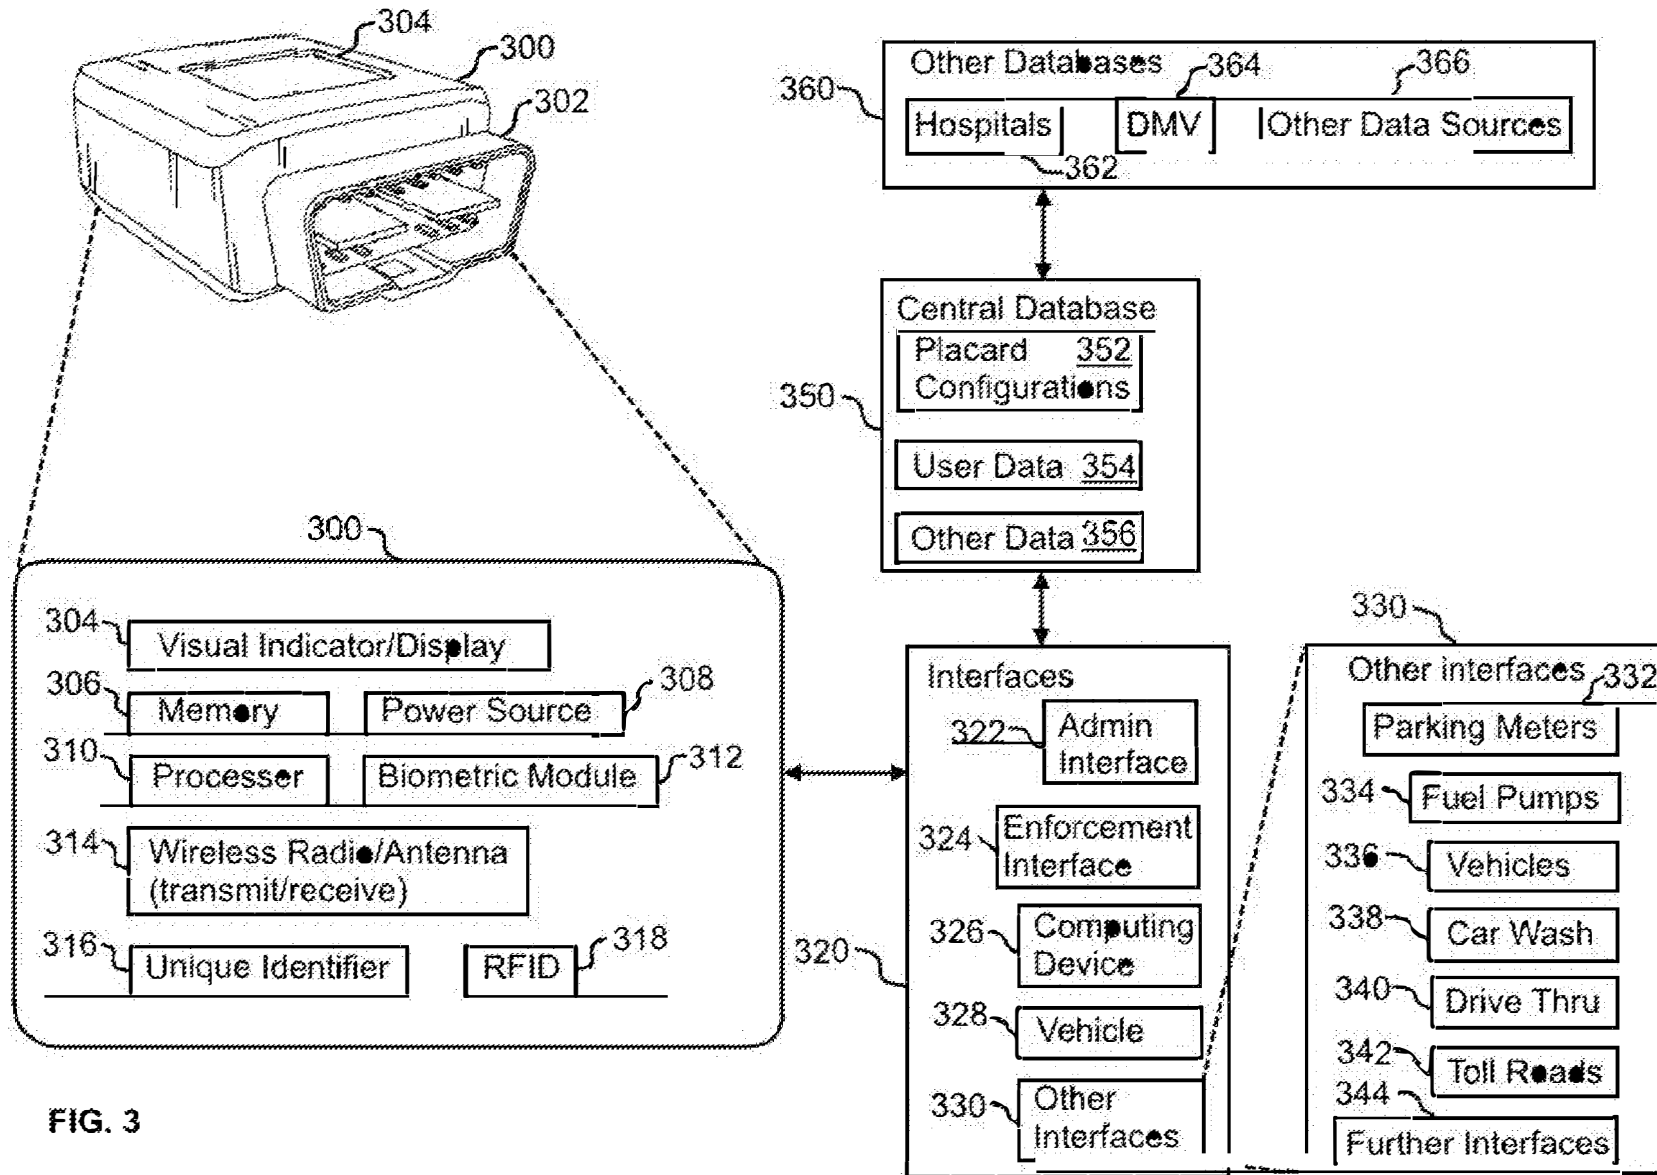 304
300
302
Other Databases
364
366
360
Hospitals
DMV
Other Data Sources
362
Central Database
Placard 352
Configurations
350
User Data 354
Other Data 356
300
304
Visual Indicator/Display
306
Memory
Power Source
308
310
Processer
Biometric Module
312
314
Wireless Radio/Antenna
(transmit/receive)
316
Unique Identifier
RFID
318
320
Interfaces
322
Admin
Interface
324
Enforcement
Interface
326
Computing
Device
328
Vehicle
330
Other
Interfaces
330
Other interfaces
332
Parking Meters
334
Fuel Pumps
336
Vehicles
338
Car Wash
340
Drive Thru
342
Toll Roads
344
Further Interfaces
FIG. 3